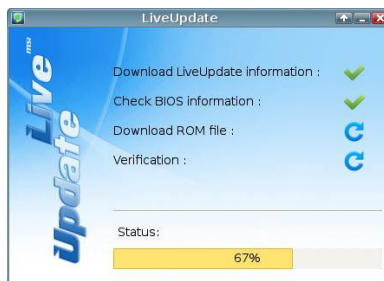 LiveUpdate
msi
Live
Update
Download LiveUpdate information :
Check BIOS information :
Download ROM file :
Verification :
Status:
67%